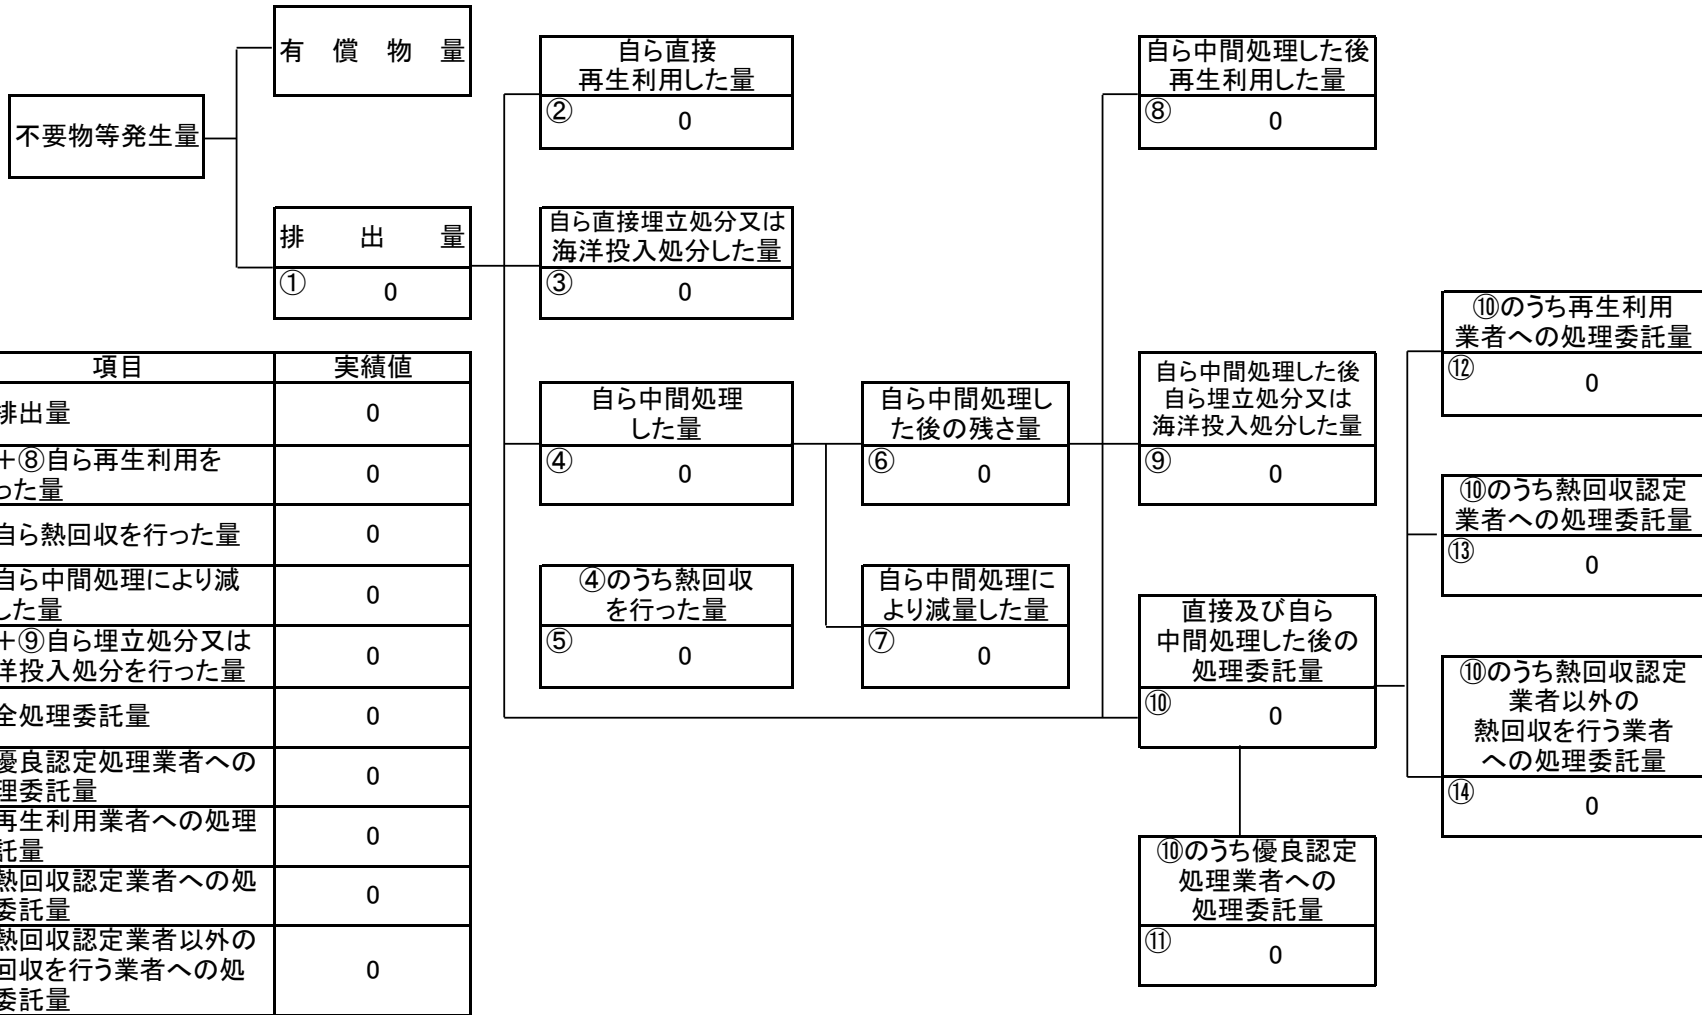 不要物等発生量
有 償 物 量
排 出 量
① 0
自ら直接
再生利用した量
② 0
自ら直接埋立処分又は
海洋投入処分した量
③ 0
自ら中間処理
した量
④ 0
④のうち熱回収
を行った量
⑤ 0
自ら中間処理し
た後の残さ量
⑥ 0
自ら中間処理に
より減量した量
⑦ 0
自ら中間処理した後
再生利用した量
⑧ 0
自ら中間処理した後
自ら埋立処分又は
海洋投入処分した量
⑨ 0
直接及び自ら
中間処理した後の
処理委託量
⑩ 0
⑩のうち優良認定
処理業者への
処理委託量
⑪ 0
⑩のうち再生利用
業者への処理委託量
⑫ 0
⑩のうち熱回収認定
業者への処理委託量
⑬ 0
⑩のうち熱回収認定
業者以外の
熱回収を行う業者
への処理委託量
⑭ 0
項目 実績値
排出量 0
＋⑧自ら再生利用を
った量 0
自ら熱回収を行った量 0
自ら中間処理により減
した量 0
＋⑨自ら埋立処分又は
洋投入処分を行った量 0
全処理委託量 0
優良認定処理業者への
理委託量 0
再生利用業者への処理
託量 0
熱回収認定業者への処
委託量 0
熱回収認定業者以外の
回収を行う業者への処
委託量 0